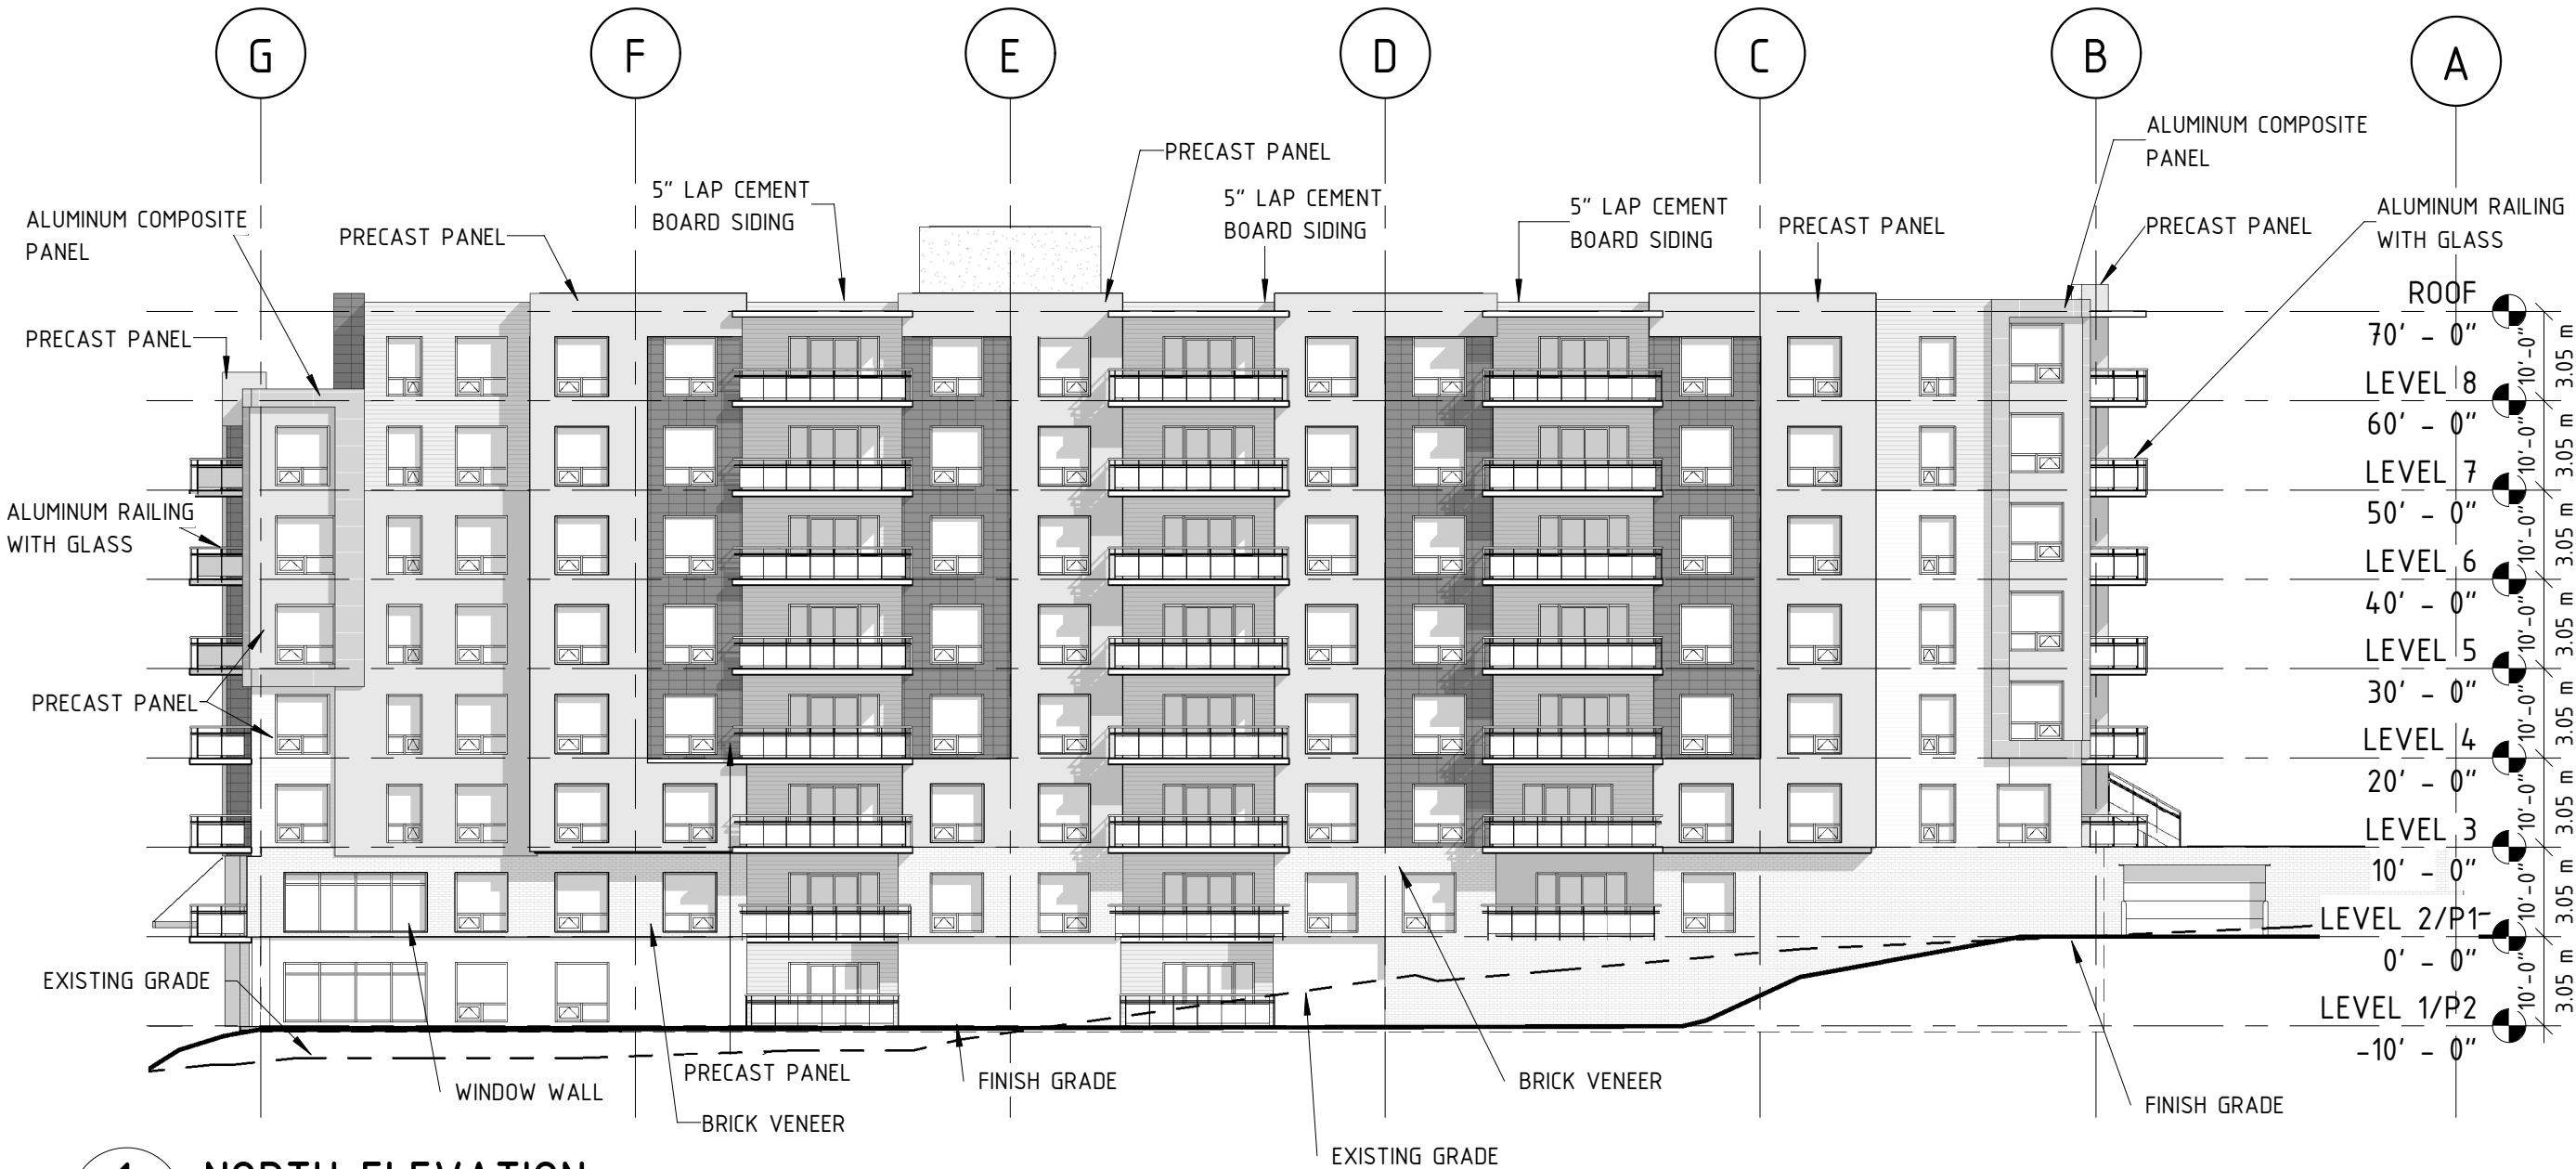 G
F
E
D
C
B
A
ALUMINUM COMPOSITE
PANEL
PRECAST PANEL
5" LAP CEMENT
BOARD SIDING
PRECAST PANEL
5" LAP CEMENT
BOARD SIDING
5" LAP CEMENT
BOARD SIDING
PRECAST PANEL
ALUMINUM COMPOSITE
PANEL
PRECAST PANEL
ALUMINUM RAILING
WITH GLASS
PRECAST PANEL
ALUMINUM RAILING
WITH GLASS
PRECAST PANEL
EXISTING GRADE
WINDOW WALL
PRECAST PANEL
BRICK VENEER
FINISH GRADE
EXISTING GRADE
BRICK VENEER
FINISH GRADE
ROOF
70' - 0"
LEVEL 8
60' - 0"
LEVEL 7
50' - 0"
LEVEL 6
40' - 0"
LEVEL 5
30' - 0"
LEVEL 4
20' - 0"
LEVEL 3
10' - 0"
LEVEL 2/P1
0' - 0"
LEVEL 1/P2
-10' - 0"
10'-0"
3.05 m
10'-0"
3.05 m
10'-0"
3.05 m
10'-0"
3.05 m
10'-0"
3.05 m
10'-0"
3.05 m
10'-0"
3.05 m
10'-0"
3.05 m
1
NORTH ELEVATION